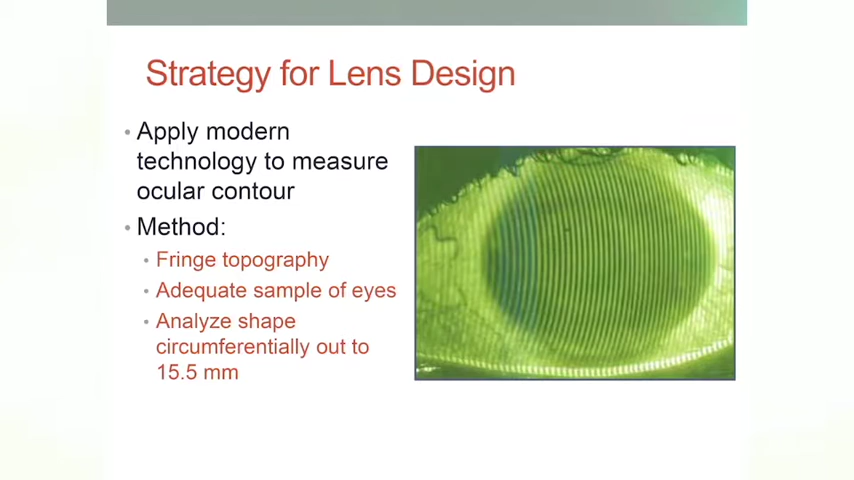 Strategy for Lens Design
• Apply modern
technology to measure
ocular contour
• Method:
• Fringe topography
• Adequate sample of eyes
• Analyze shape
circumferentially out to
15.5 mm